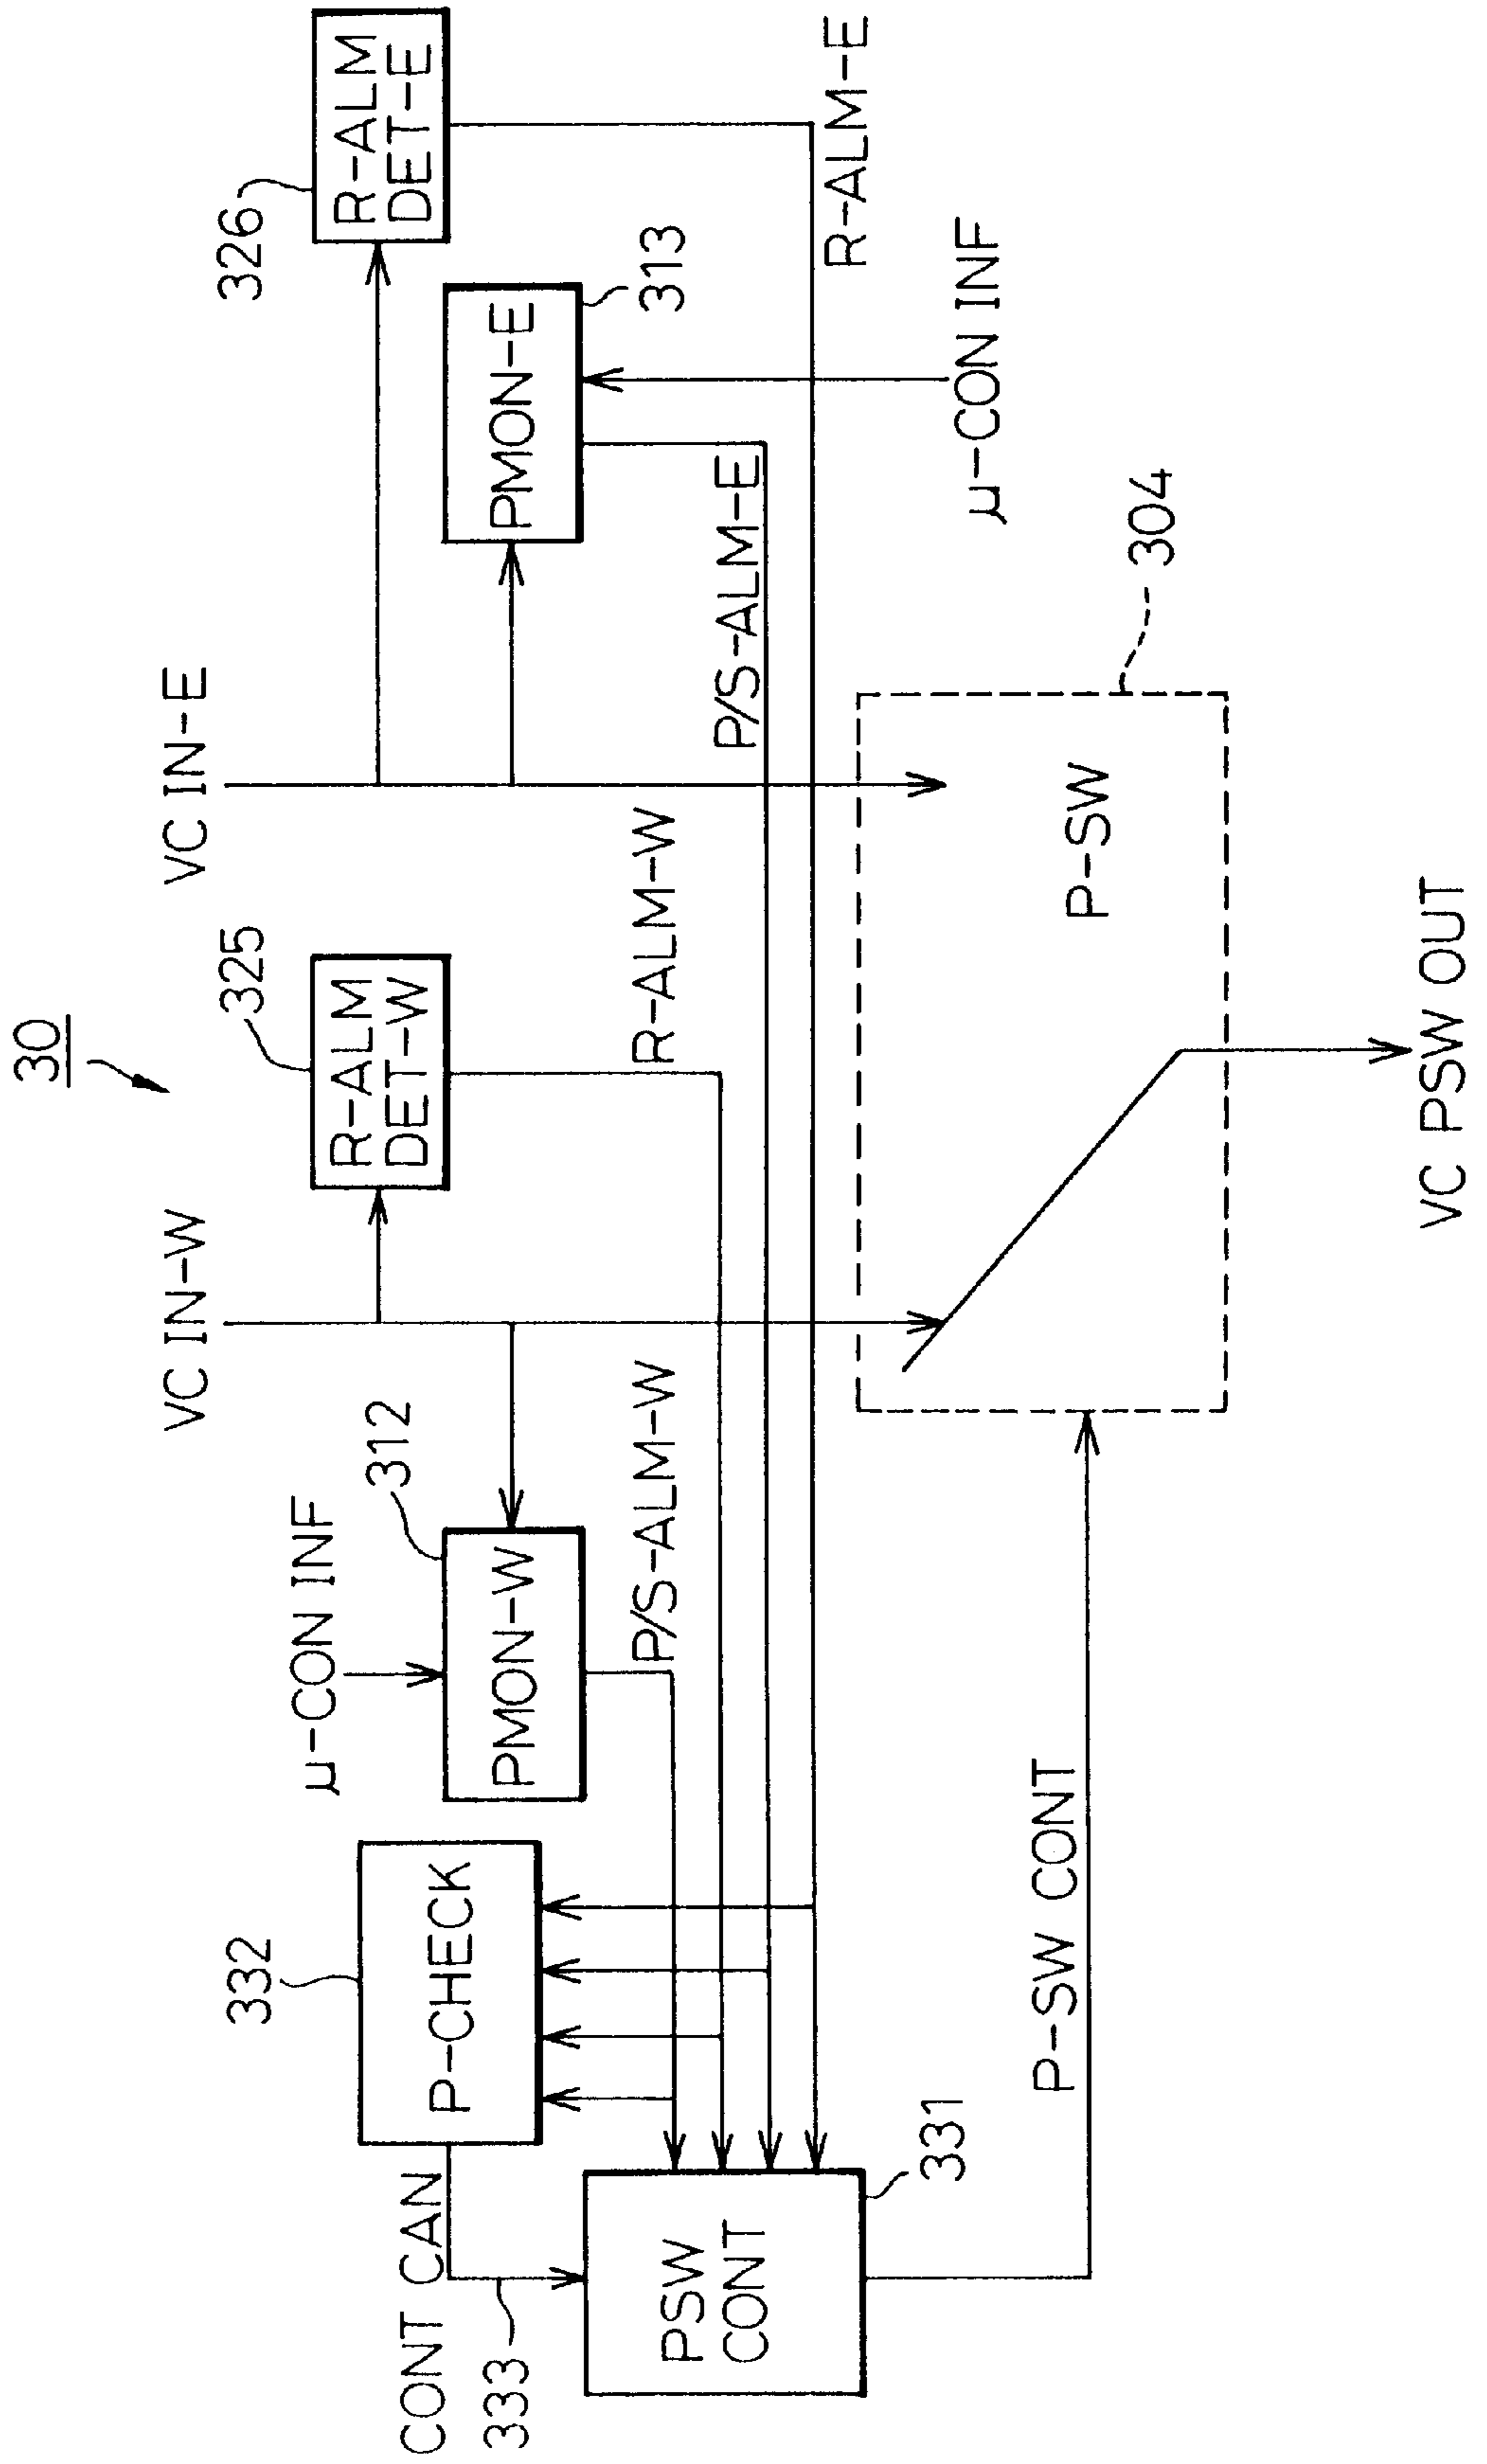 30
VC IN-W
VC IN-E
332
μ-CON INF
312
325
326
CONT CAN
333
P-CHECK
PMON-W
R-ALM
DET-W
PMON-E
R-ALM
DET-E
313
P/S-ALM-W
R-ALM-W
P/S-ALM-E
R-ALM-E
PSW
CONT
331
μ-CON INF
P-SW CONT
P-SW
304
VC PSW OUT